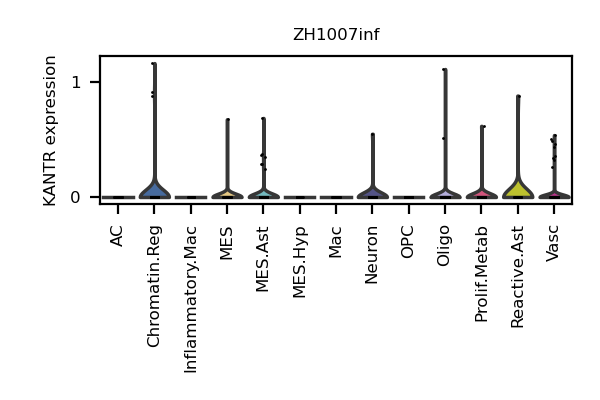 ZH1007inf
KANTR expression
1
0
AC
Chromatin.Reg
Inflammatory.Mac
MES
MES.Ast
MES.Hyp
Mac
Neuron
OPC
Oligo
Prolif.Metab
Reactive.Ast
Vasc